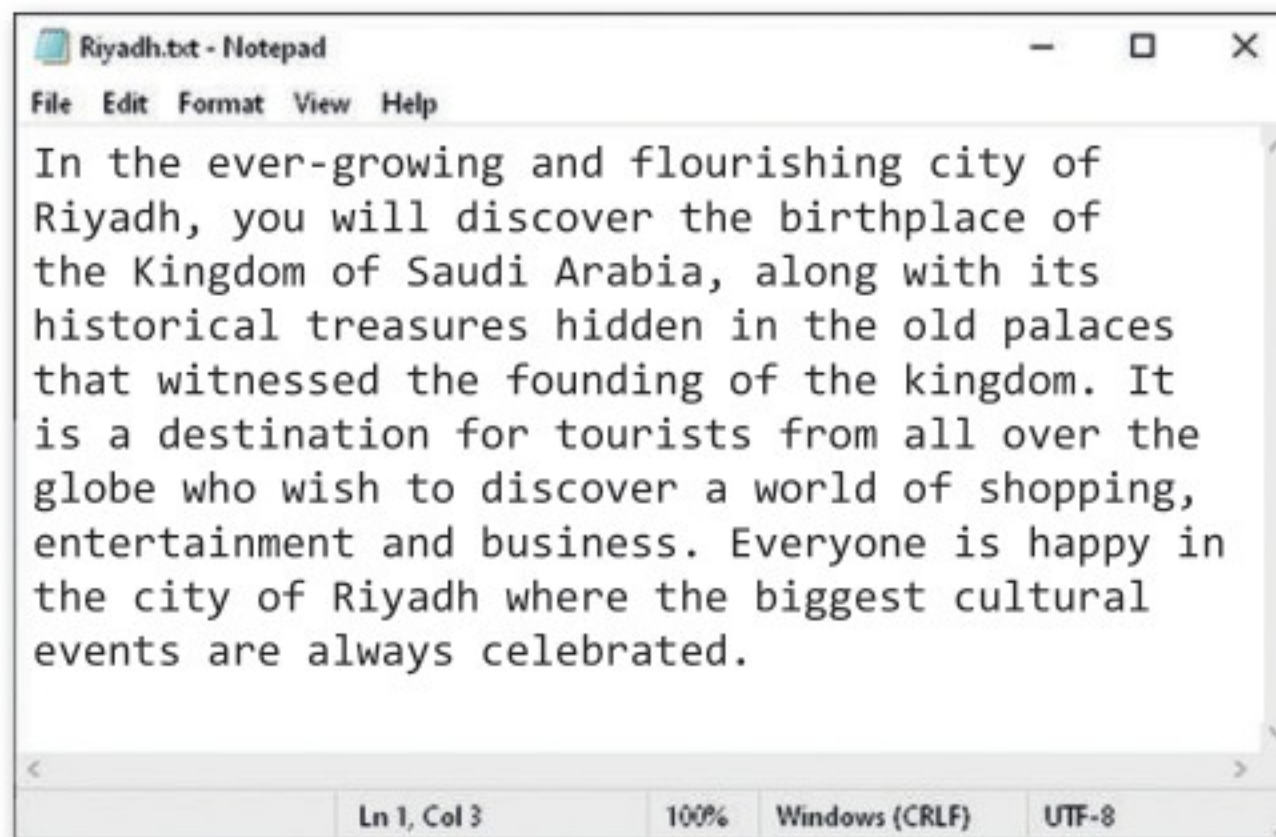 Riyadh.txt - Notepad
File Edit Format View Help
In the ever-growing and flourishing city of
Riyadh, you will discover the birthplace of
the Kingdom of Saudi Arabia, along with its
historical treasures hidden in the old palaces
that witnessed the founding of the kingdom. It
is a destination for tourists from all over the
globe who wish to discover a world of shopping,
entertainment and business. Everyone is happy in
the city of Riyadh where the biggest cultural
events are always celebrated.
Ln 1, Col 3 100% Windows (CRLF) UTF-8